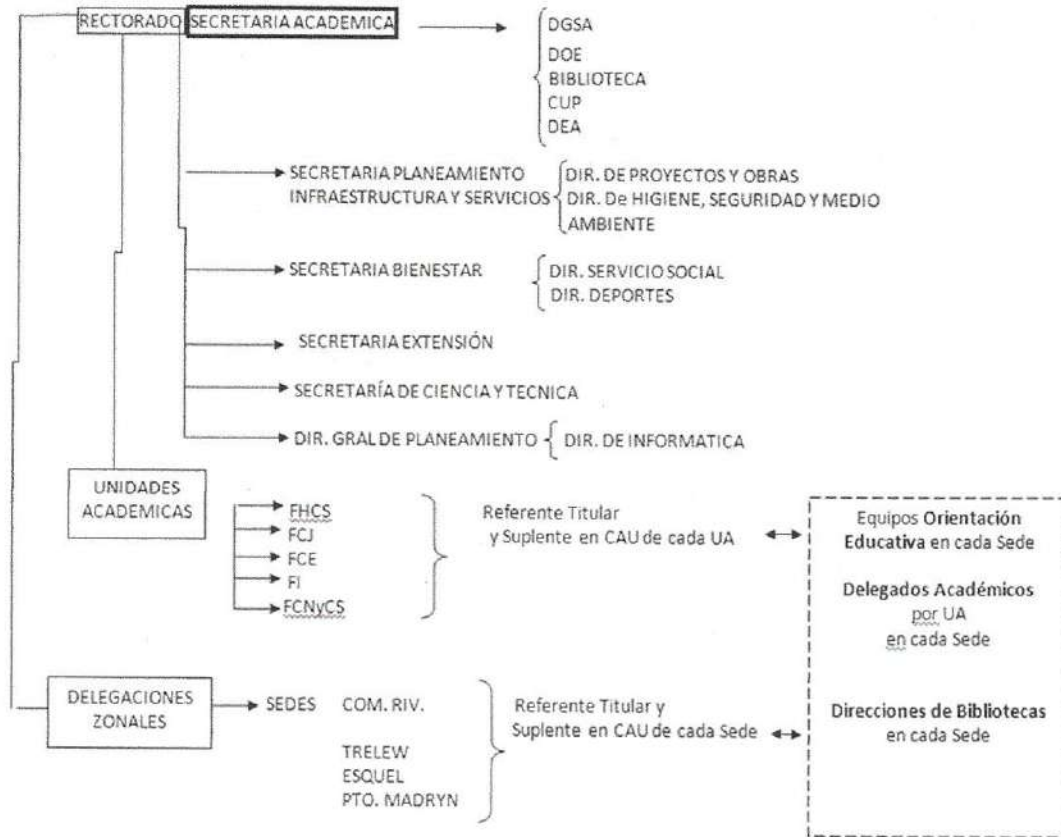 RECTORADO SECRETARIA ACADEMICA
DGSA
DOE
BIBLIOTECA
CUP
DEA
SECRETARIA PLANEAMIENTO
INFRAESTRUCTURA Y SERVICIOS
DIR. DE PROYECTOS Y OBRAS
DIR. De HIGIENE, SEGURIDAD Y MEDIO
AMBIENTE
SECRETARIA BIENESTAR
DIR. SERVICIO SOCIAL
DIR. DEPORTES
SECRETARIA EXTENSIÓN
SECRETARÍA DE CIENCIA Y TECNICA
DIR. GRAL DE PLANEAMIENTO
DIR. DE INFORMATICA
UNIDADES
ACADEMICAS
FHCS
FCJ
FCE
FI
FCNyCS
Referente Titular
y Suplente en CAU de cada UA
Equipos Orientación
Educativa en cada Sede
Delegados Académicos
por UA
en cada Sede
DELEGACIONES
ZONALES
SEDES
COM. RIV.
TRELEW
ESQUEL
PTO. MADRYN
Referente Titular y
Suplente en CAU de cada Sede
Direcciones de Bibliotecas
en cada Sede